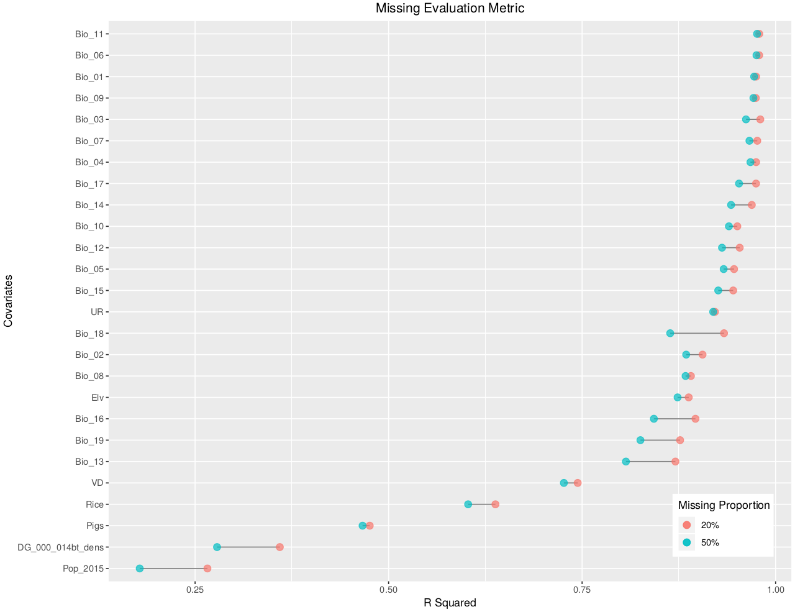 Missing Evaluation Metric
Covariates
Bio_11
Bio_06
Bio_01
Bio_09
Bio_03
Bio_07
Bio_04
Bio_17
Bio_14
Bio_10
Bio_12
Bio_05
Bio_15
UR
Bio_18
Bio_02
Bio_08
Elv
Bio_16
Bio_19
Bio_13
VD
Rice
Pigs
DG_000_014bt_dens
Pop_2015
Missing Proportion
20%
50%
0.25 0.50 0.75 1.00
R Squared